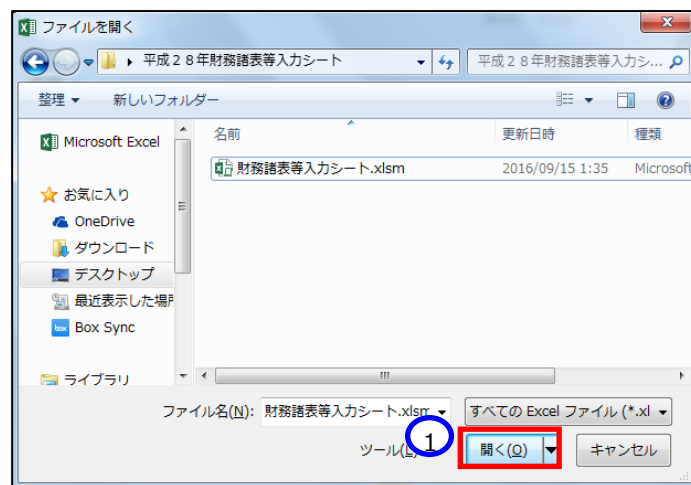 ファイルを開く
平成２８年財務諸表等入力シート
平成２８年財務諸表等入力シ...
整理
新しいフォルダー
Microsoft Excel
お気に入り
OneDrive
ダウンロード
デスクトップ
最近表示した場所
Box Sync
ライブラリ
名前
更新日時
種類
財務諸表等入力シート.xlsm
2016/09/15 1:35
Microsoft
ファイル名(N):
財務諸表等入力シート.xlsm
すべての Excel ファイル (*.xl
ツール(L)
1
開く(O)
キャンセル